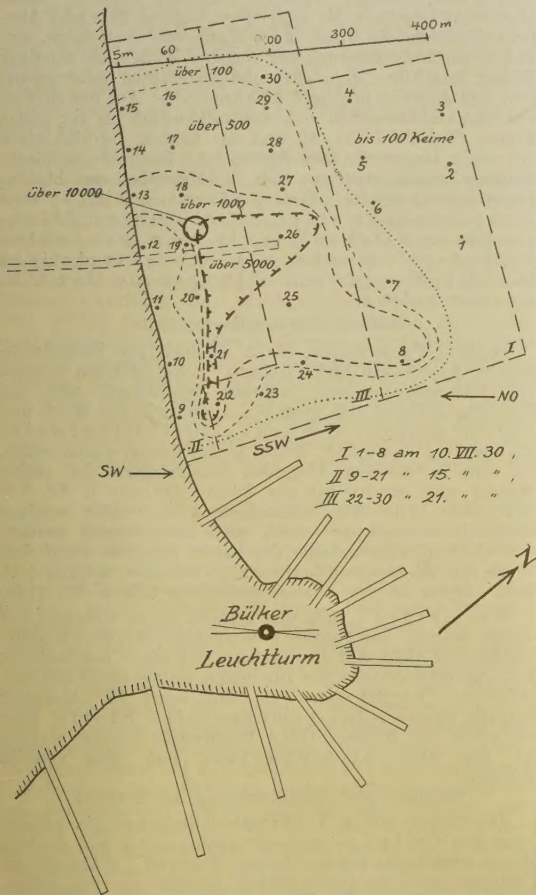 5m 60 200 300 400m
über 100
30
15 16 29 4 3
über 500
bis 100 Keime
14 17 28 5 2
27
13 18
über 10000
über 1000
6
12 19 26 1
über 5000
20 7
11 25
21
10 24 8 I
9 22 23 III
II
SSW
NO
SW
I 1-8 am 10. VII. 30,
II 9-21 " 15. " ",
III 22-30 " 21. " "
N
Bülker
Leuchtturm